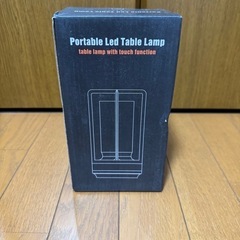 Portable Led Table Lamp
table lamp with touch function